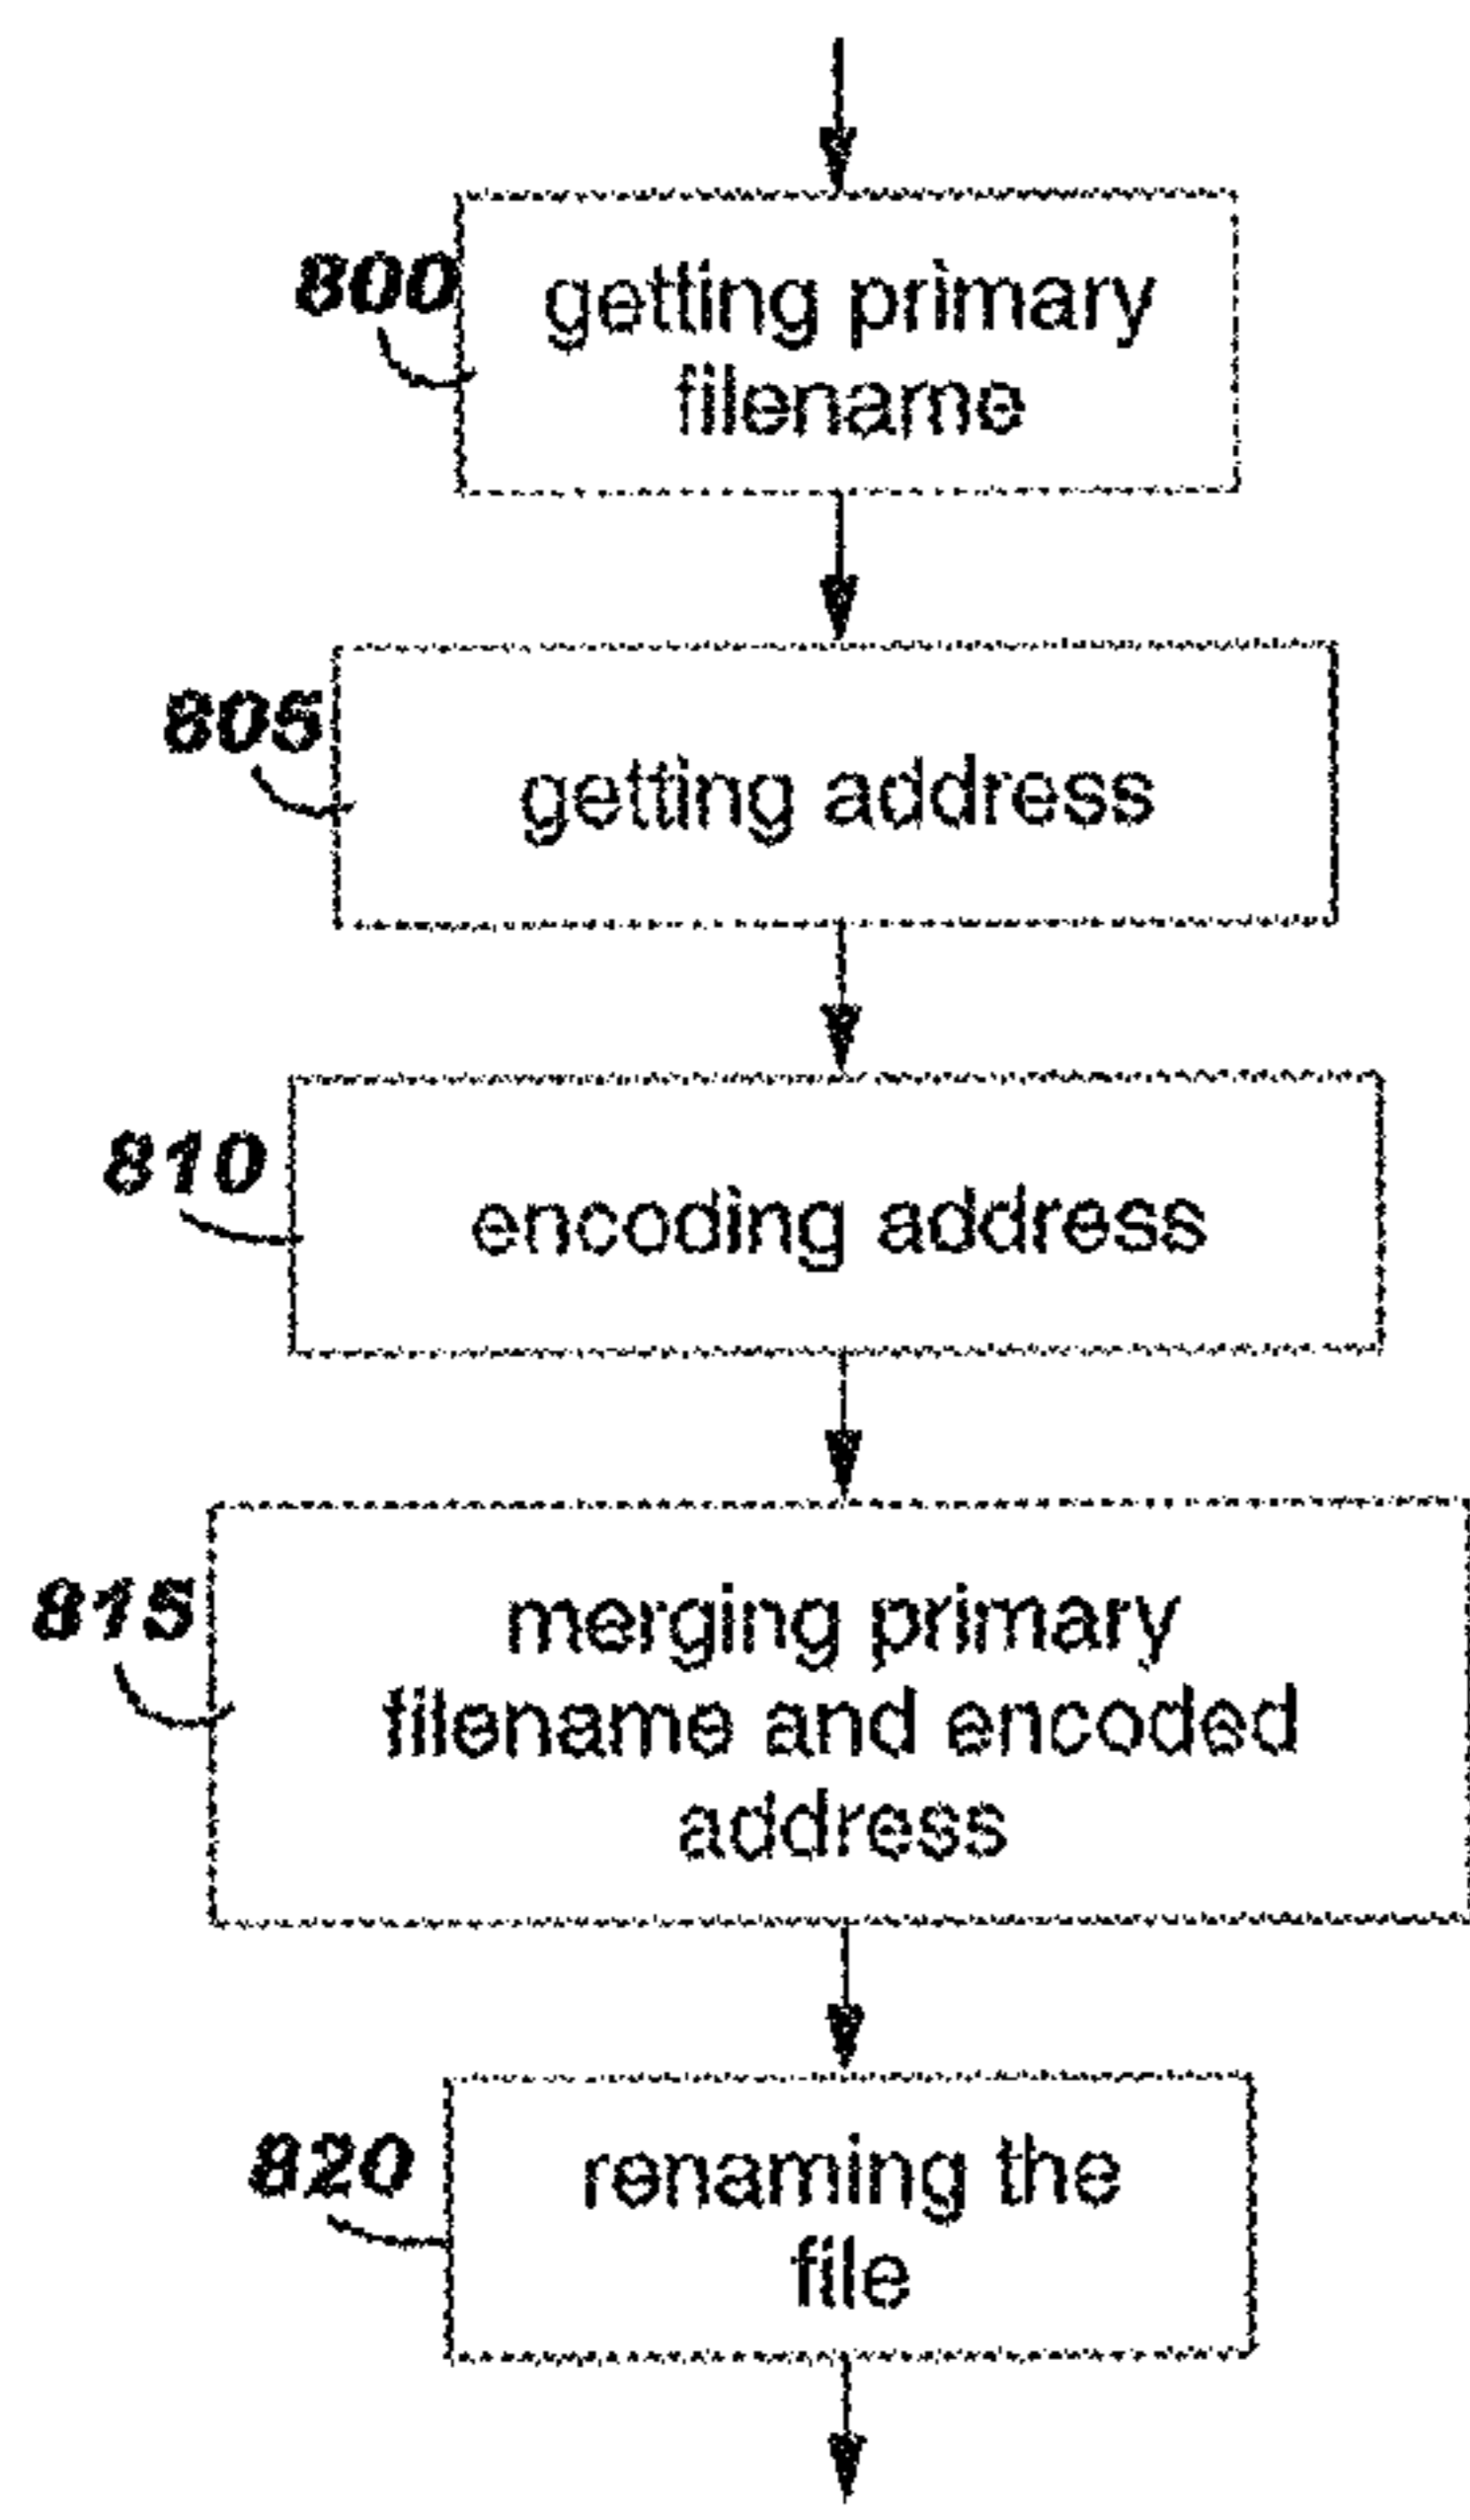 800
getting primary
filename
805
getting address
810
encoding address
815
merging primary
filename and encoded
address
820
renaming the
file